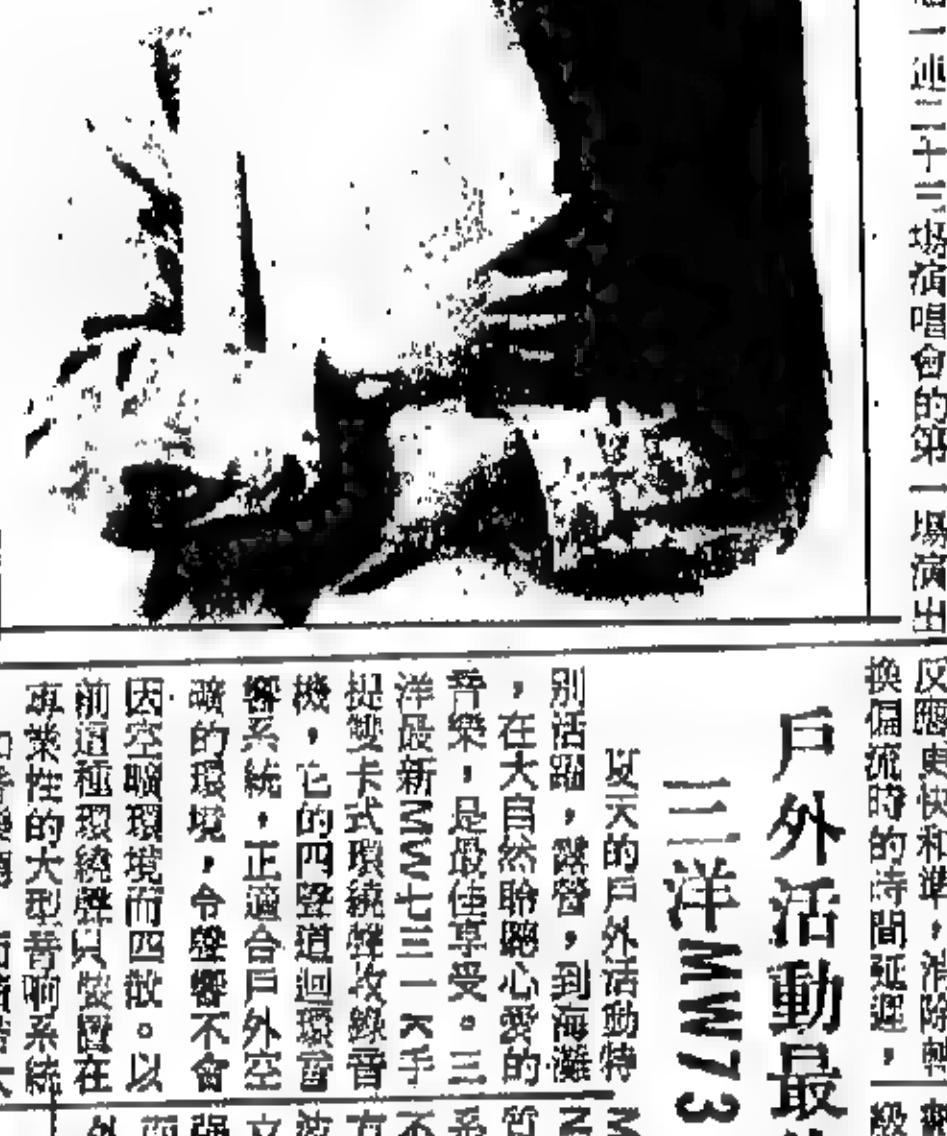 連三十三場演唱會的第一場演出
反應更快和準，消除轉
換偏流時的時間延遲，
戶外活動最
三洋MW73
夏天的戶外活動特
別活躍，露營，到海灘
，在大自然聆聽心愛的
音樂，是最佳享受。三
洋最新MW七三一K手
提雙卡式環繞聲收錄音
機，它的四聲道迴環音
響系統，正適合戶外空
曠的環境，令聲響不會
因空曠環境而四散。以
前這種環繞聲只裝置在
專業性的大型音响系統